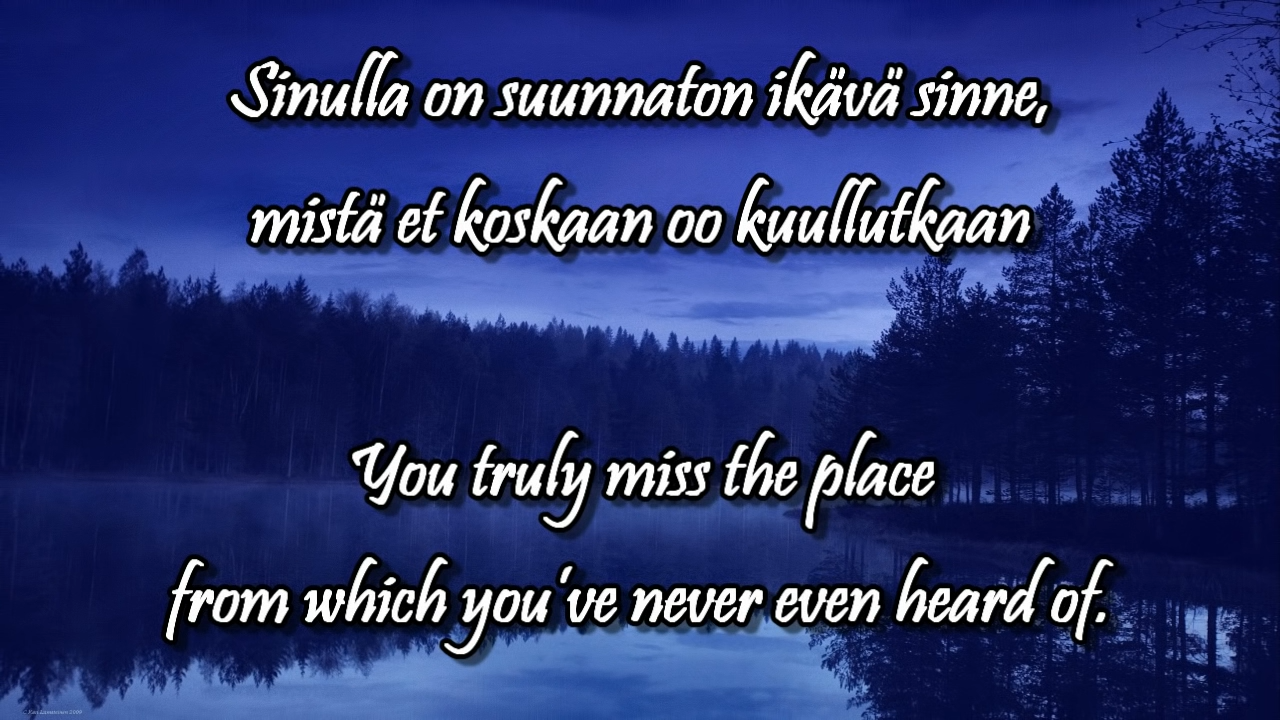 Sinulla on suunnaton ikävä sinne,
mistä et koskaan oo kuullutkaan
You truly miss the place
from which you've never even heard of.